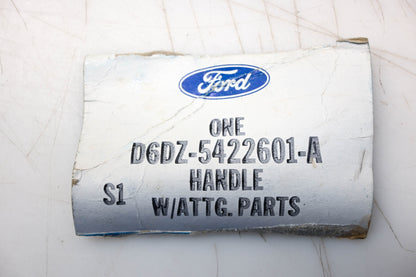 Ford
ONE
D6DZ-5422601-A
HANDLE
S1
W/ATTG. PARTS